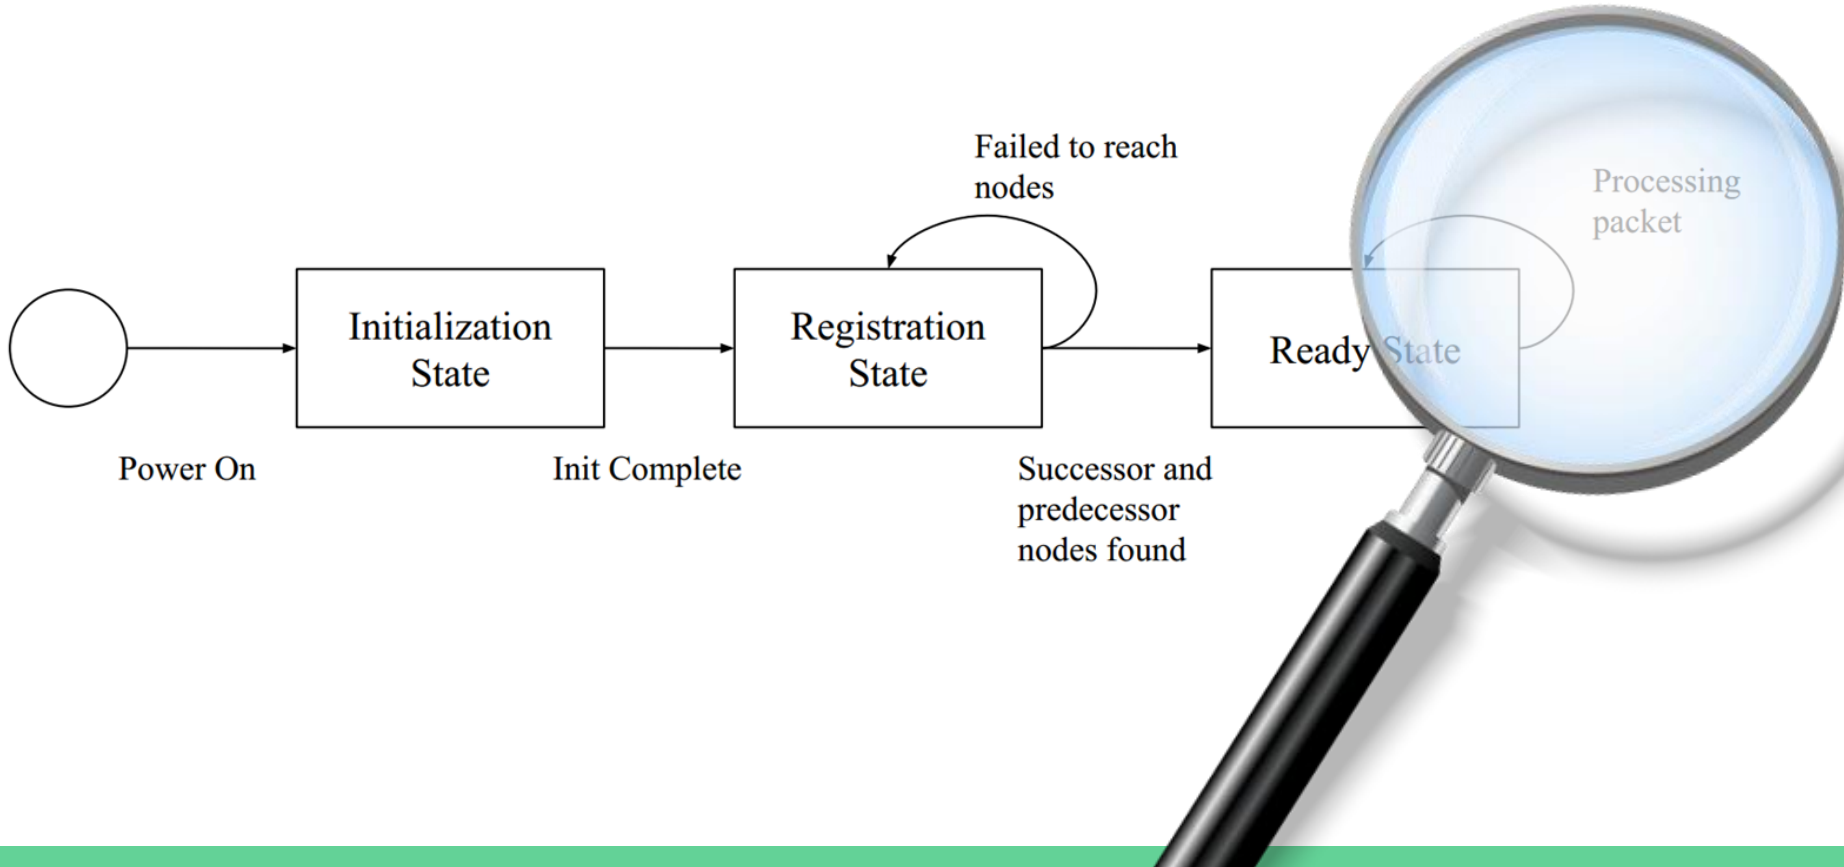 Failed to reach
nodes
Processing
packet
Initialization
State
Registration
State
Ready State
Power On
Init Complete
Successor and
predecessor
nodes found